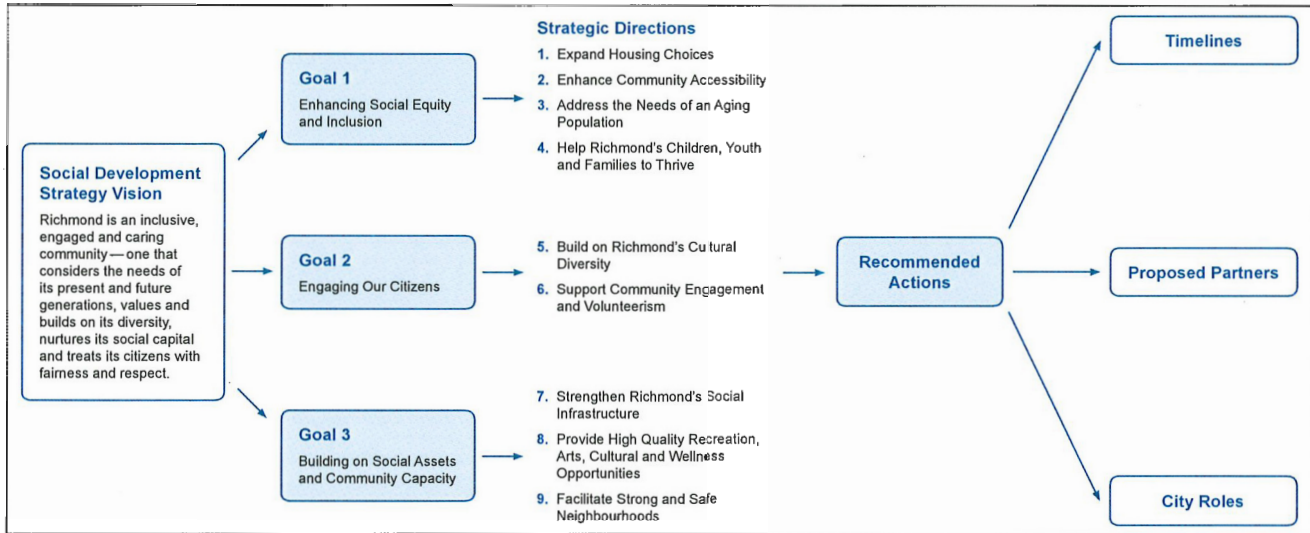 Social Development
Strategy Vision
Richmond is an inclusive,
engaged and caring
community—one that
considers the needs of
its present and future
generations, values and
builds on its diversity,
nurtures its social capital
and treats its citizens with
fairness and respect.
Goal 1
Enhancing Social Equity
and Inclusion
Goal 2
Engaging Our Citizens
Goal 3
Building on Social Assets
and Community Capacity
Strategic Directions
1. Expand Housing Choices
2. Enhance Community Accessibility
3. Address the Needs of an Aging
Population
4. Help Richmond's Children, Youth
and Families to Thrive
5. Build on Richmond's Cultural
Diversity
6. Support Community Engagement
and Volunteerism
7. Strengthen Richmond's Social
Infrastructure
8. Provide High Quality Recreation,
Arts, Cultural and Wellness
Opportunities
9. Facilitate Strong and Safe
Neighbourhoods
Recommended
Actions
Timelines
Proposed Partners
City Roles